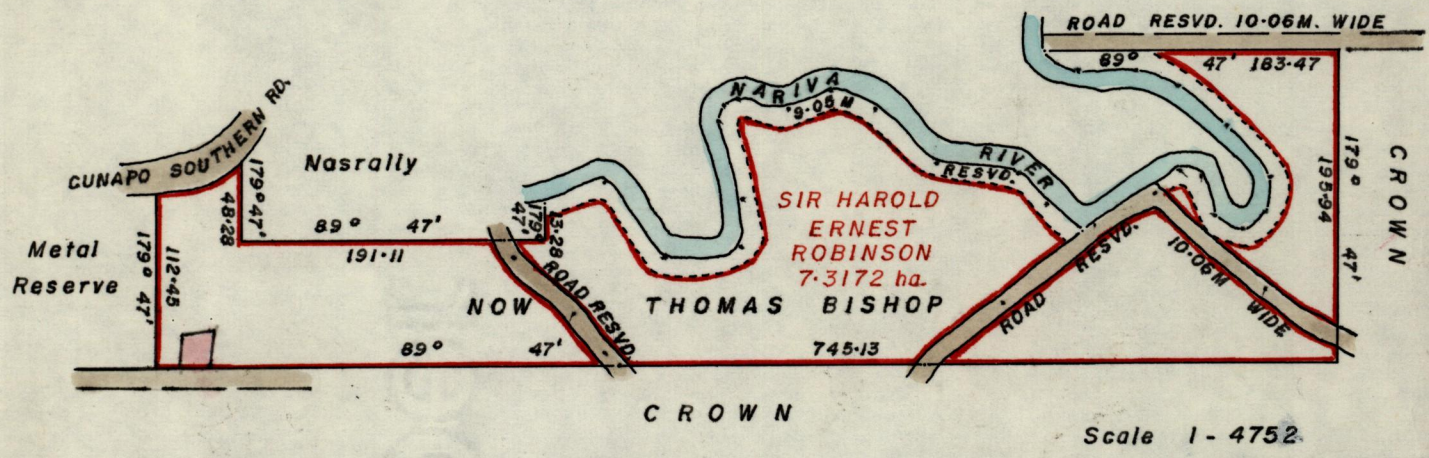 ROAD RESVD. 10·06M. WIDE
89° 47' 183·47
NARIVA
9·05 M
CUNAPO SOUTHERN RD.
Nasrally
179° 47'
48·28
89° 47'
191·11
179° 47'
13·28
RIVER
RESVD.
SIR HAROLD
ERNEST
ROBINSON
7·3172 ha.
179° 47'
195·94
CROWN
Metal
Reserve
179° 47'
112·45
ROAD RESVD.
NOW THOMAS BISHOP
ROAD RESVD.
10·06M WIDE
89° 47' 745·13
CROWN
Scale 1 - 4752